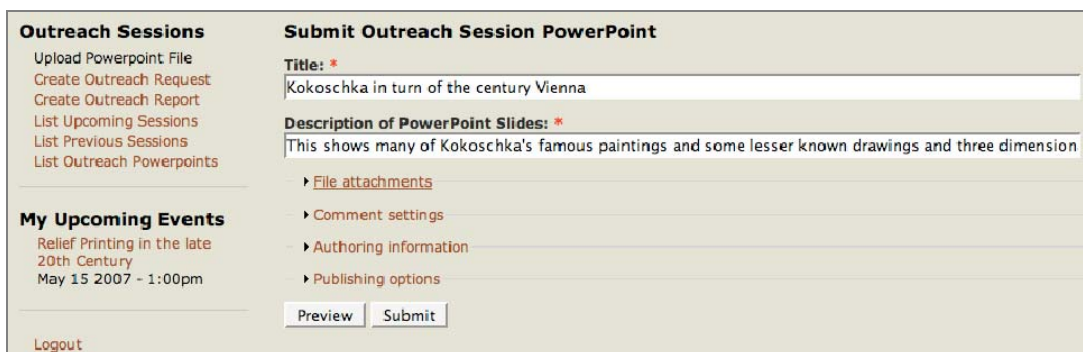 Outreach Sessions
Upload Powerpoint File
Create Outreach Request
Create Outreach Report
List Upcoming Sessions
List Previous Sessions
List Outreach Powerpoints
My Upcoming Events
Relief Printing in the late
20th Century
May 15 2007 - 1:00pm
Logout
Submit Outreach Session PowerPoint
Title: *
Kokoschka in turn of the century Vienna
Description of PowerPoint Slides: *
This shows many of Kokoschka's famous paintings and some lesser known drawings and three dimension
File attachments
Comment settings
Authoring information
Publishing options
Preview Submit